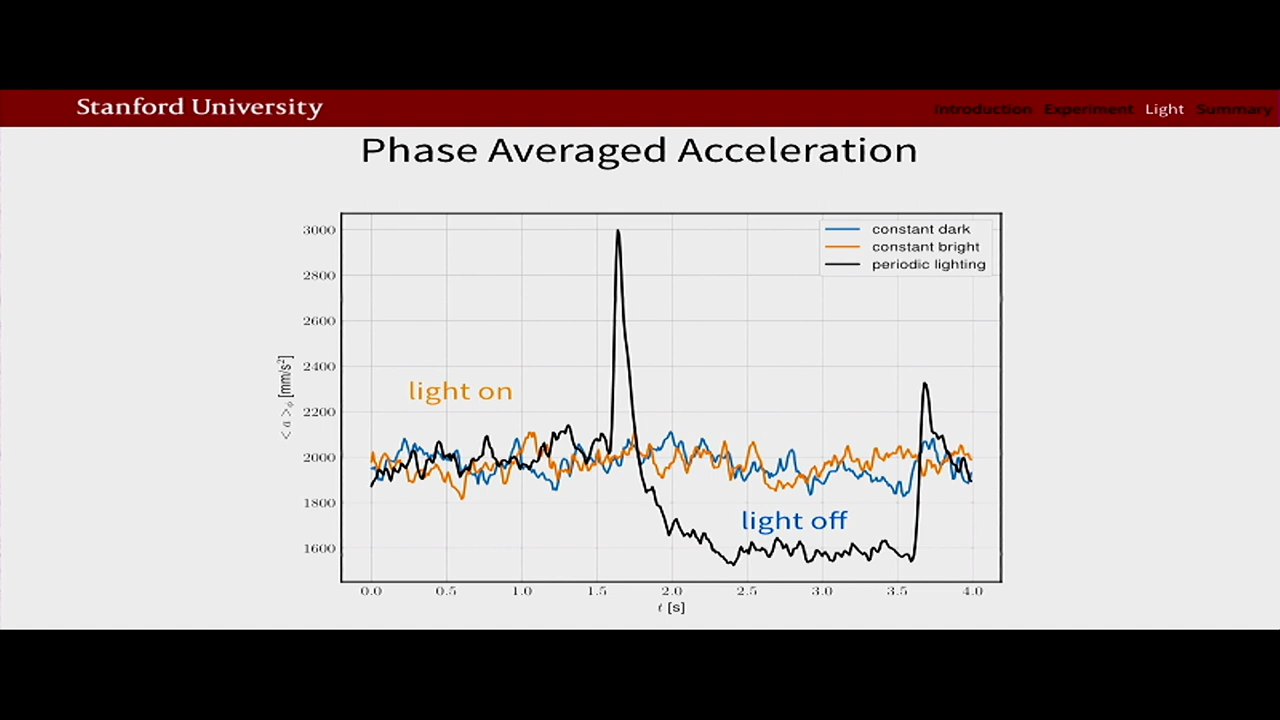 Stanford University
Introduction Experiment Light Summary
Phase Averaged Acceleration
3000
2800
2600
2400
2200
2000
1800
1600
< a >ϕ [mm/s²]
constant dark
constant bright
periodic lighting
light on
light off
0.0 0.5 1.0 1.5 2.0 2.5 3.0 3.5 4.0
t [s]